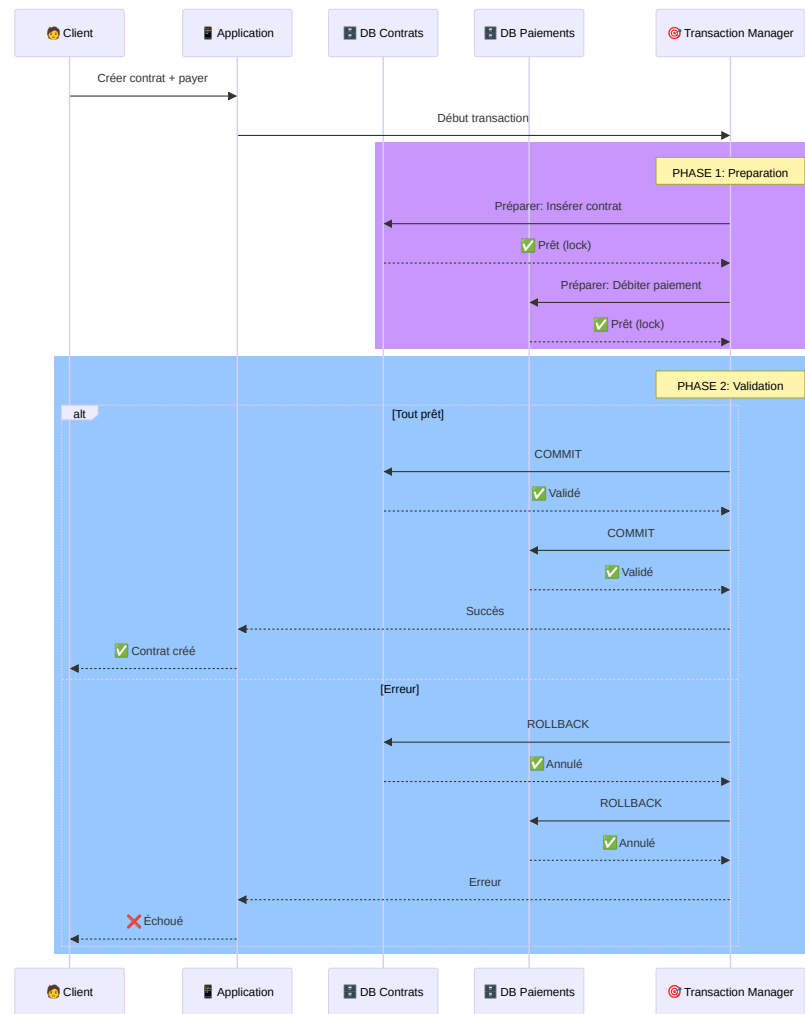 🧑 Client
📱 Application
🗄️ DB Contrats
🗄️ DB Paiements
🎯 Transaction Manager
Créer contrat + payer
Début transaction
PHASE 1: Preparation
Préparer: Insérer contrat
✅ Prêt (lock)
Préparer: Débiter paiement
✅ Prêt (lock)
PHASE 2: Validation
alt
[Tout prêt]
COMMIT
✅ Validé
COMMIT
✅ Validé
Succès
✅ Contrat créé
[Erreur]
ROLLBACK
✅ Annulé
ROLLBACK
✅ Annulé
Erreur
❌ Échoué
🧑 Client
📱 Application
🗄️ DB Contrats
🗄️ DB Paiements
🎯 Transaction Manager